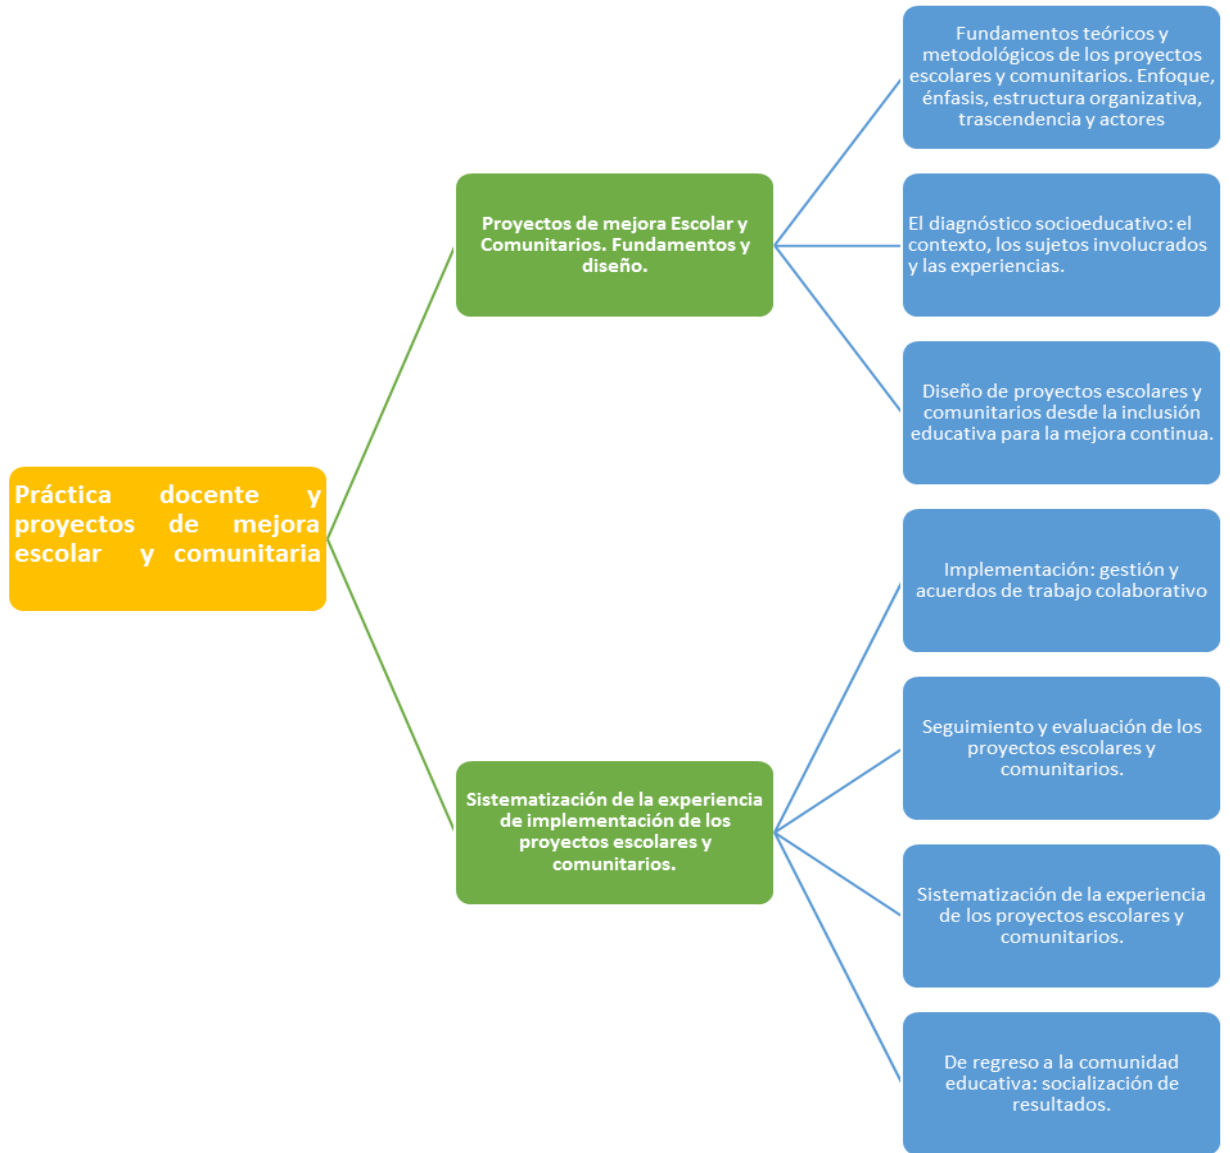 Práctica docente y
proyectos de mejora
escolar y comunitaria
Proyectos de mejora Escolar y
Comunitarios. Fundamentos y
diseño.
Fundamentos teóricos y
metodológicos de los proyectos
escolares y comunitarios. Enfoque,
énfasis, estructura organizativa,
trascendencia y actores
El diagnóstico socioeducativo: el
contexto, los sujetos involucrados
y las experiencias.
Diseño de proyectos escolares y
comunitarios desde la inclusión
educativa para la mejora continua.
Sistematización de la experiencia
de implementación de los
proyectos escolares y
comunitarios.
Implementación: gestión y
acuerdos de trabajo colaborativo
Seguimiento y evaluación de los
proyectos escolares y
comunitarios.
Sistematización de la experiencia
de los proyectos escolares y
comunitarios.
De regreso a la comunidad
educativa: socialización de
resultados.